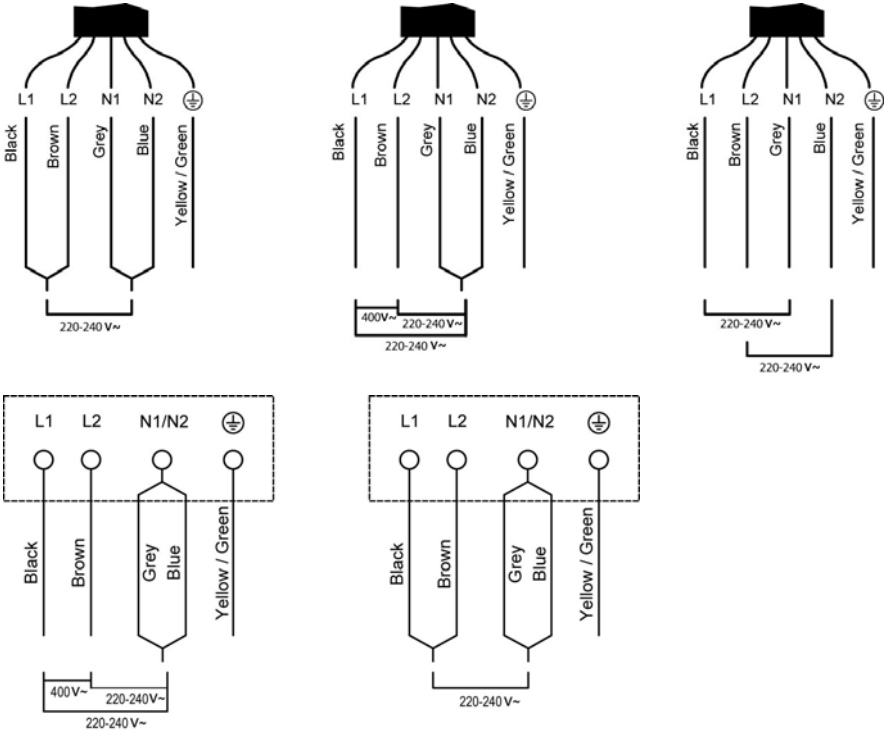 L1 L2 N1 N2
Black Brown Grey Blue Yellow / Green
220-240 V~
L1 L2 N1 N2
Black Brown Grey Blue Yellow / Green
400V~ 220-240 V~
220-240 V~
L1 L2 N1 N2
Black Brown Grey Blue Yellow / Green
220-240 V~
220-240 V~
L1 L2 N1/N2
Black Brown Grey Blue Yellow / Green
400V~ 220-240V~
220-240 V~
L1 L2 N1/N2
Black Brown Grey Blue Yellow / Green
220-240 V~